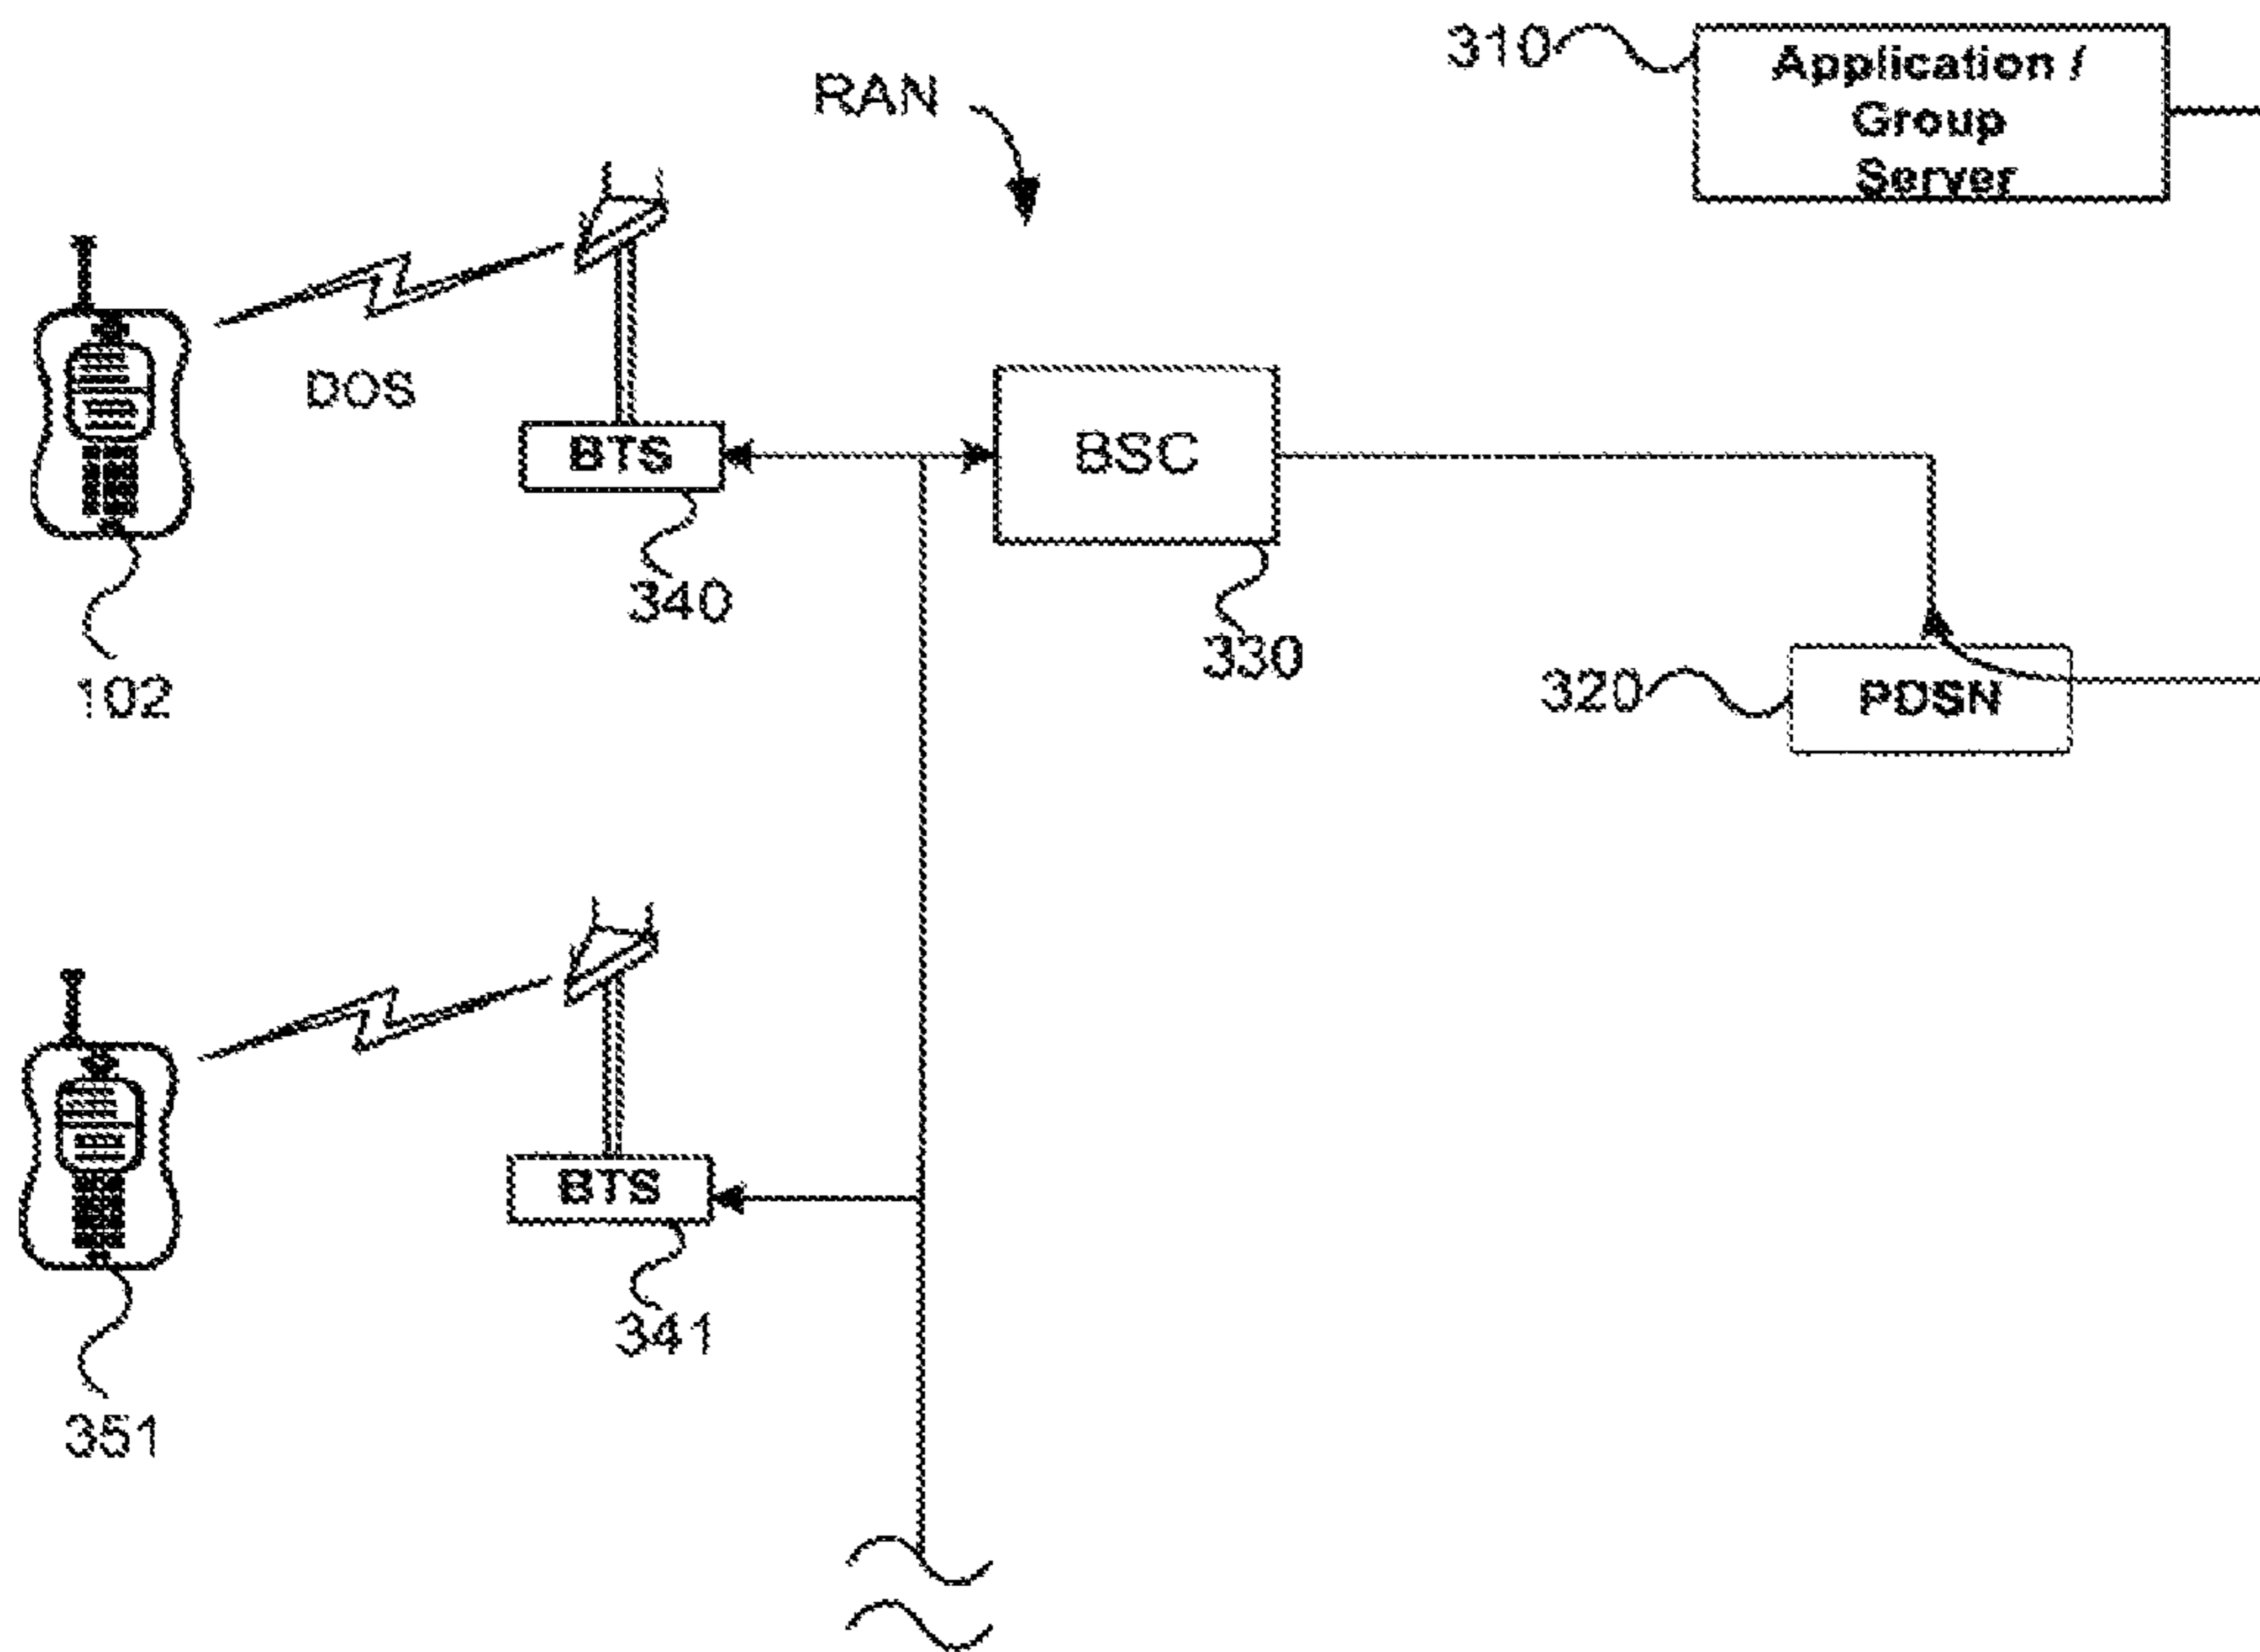 310
Application /
Group
Server
RAN
DOS
BTS
BSC
340
330
102
320
PDSN
BTS
341
351